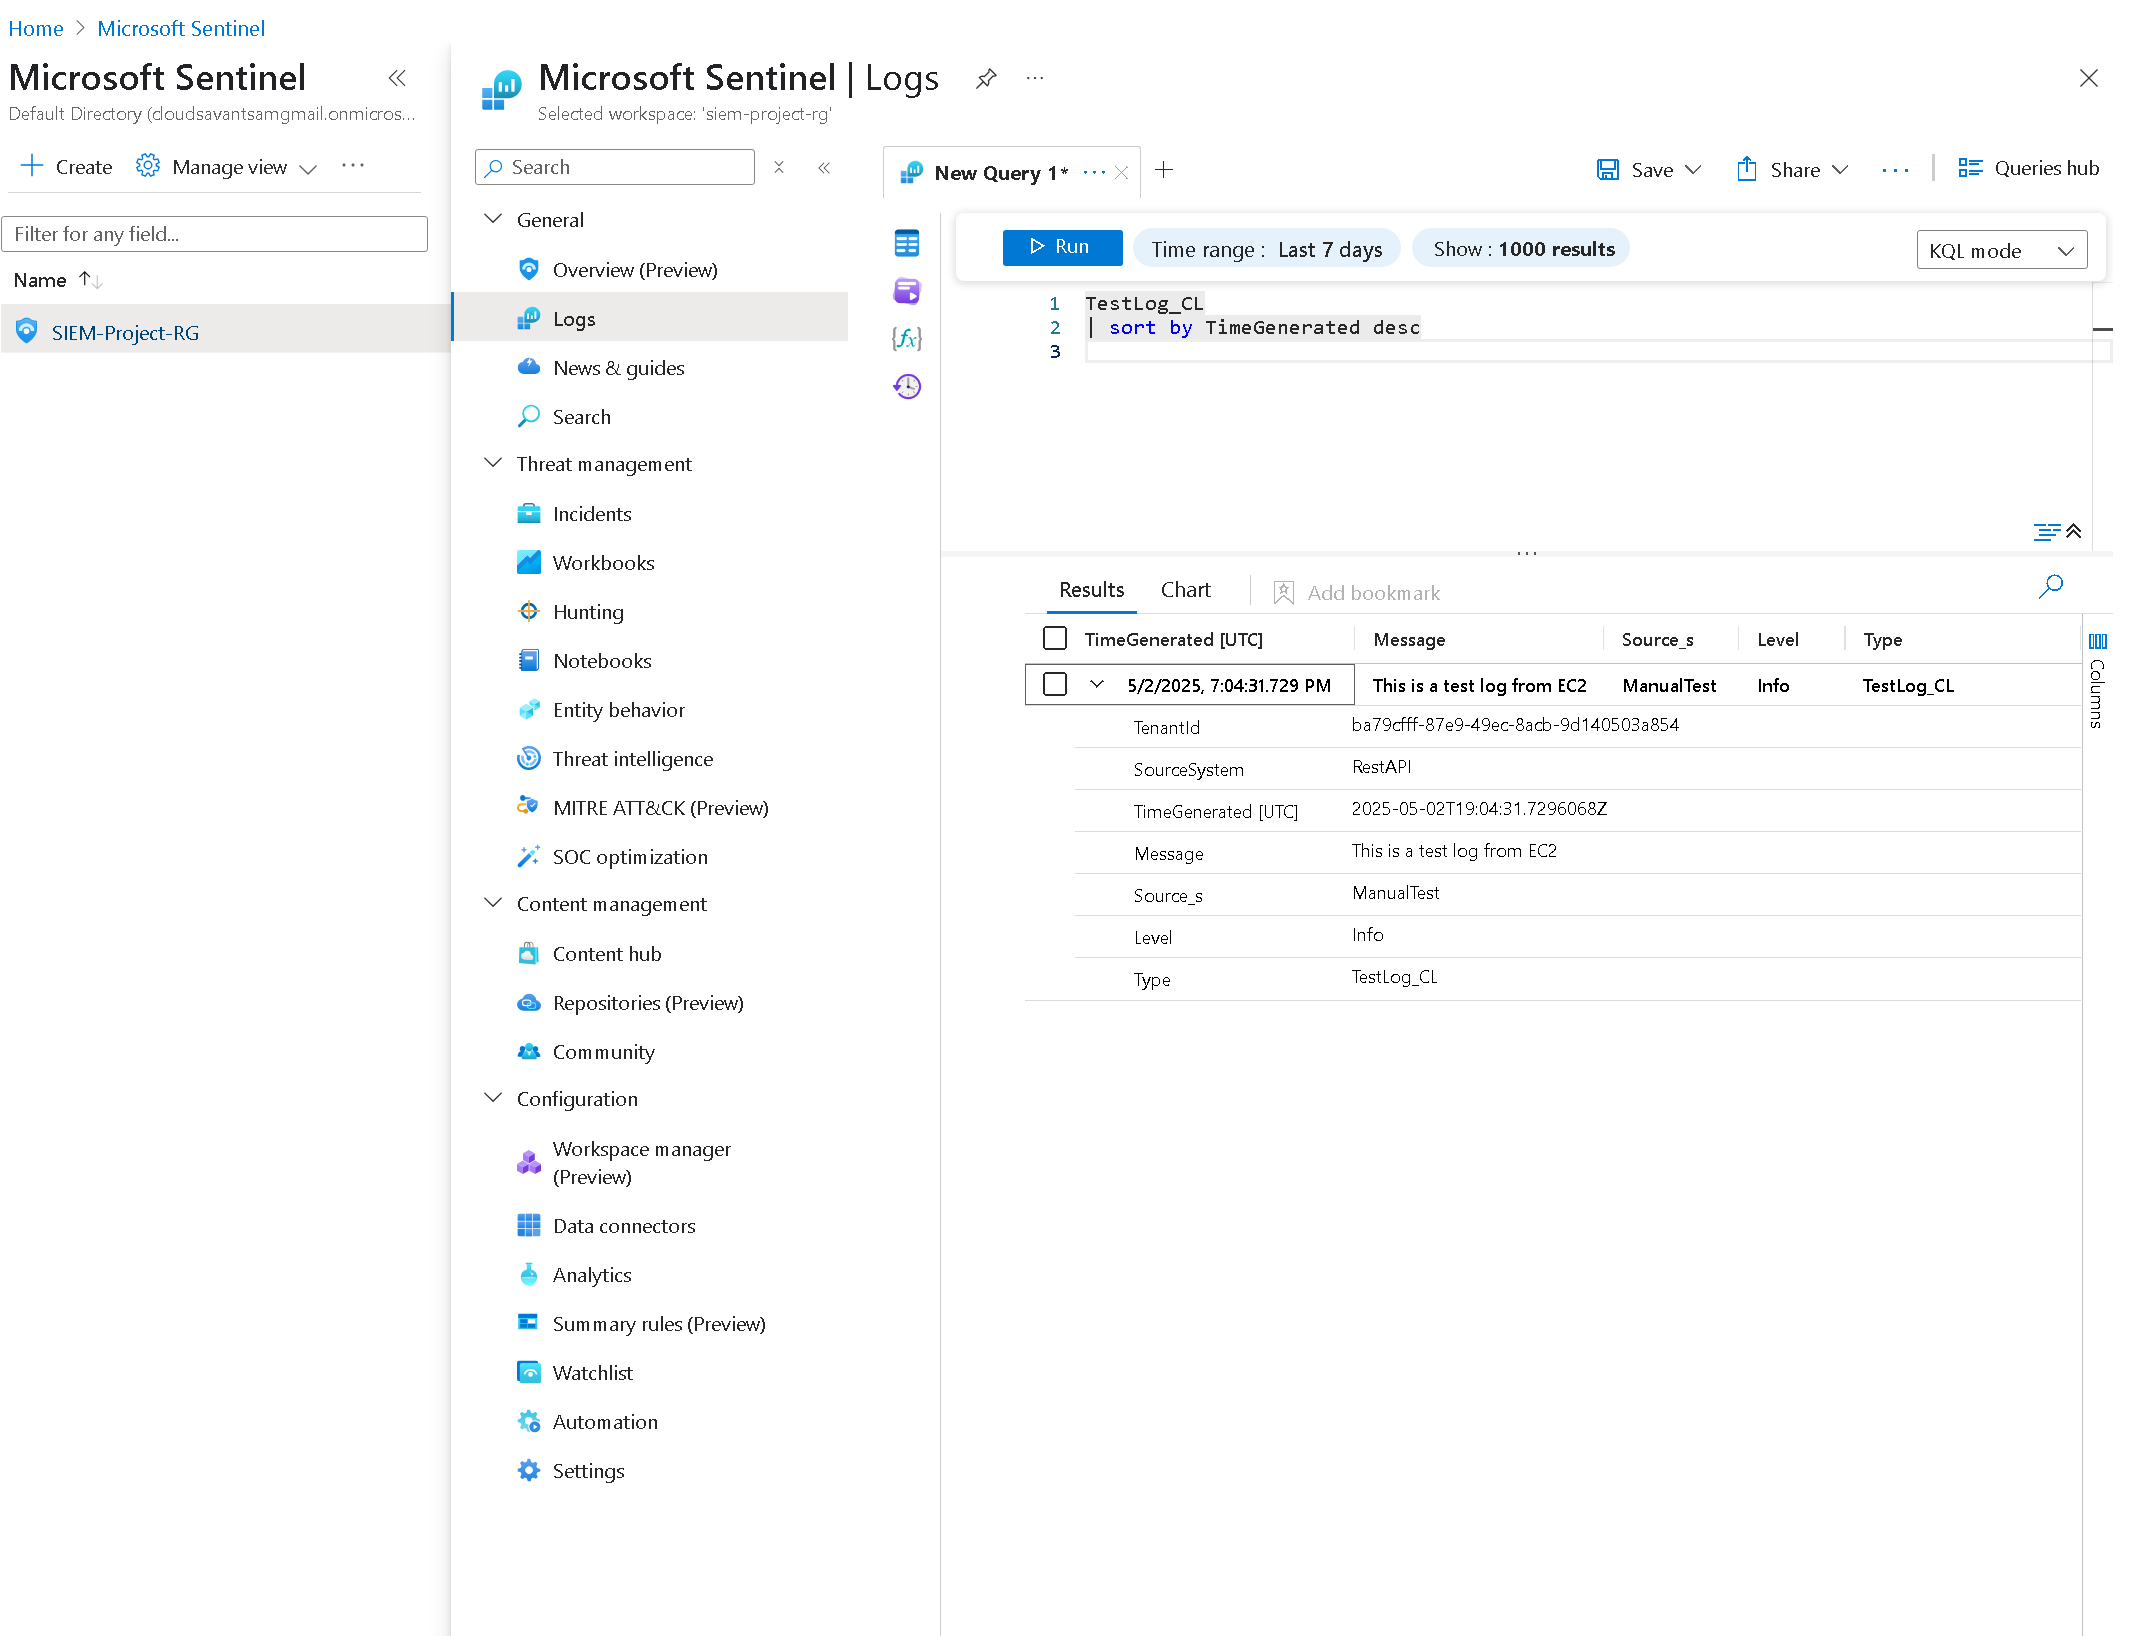 Home > Microsoft Sentinel
Microsoft Sentinel
Default Directory (cloudsavantsamgmail.onmicros...
Create
Manage view
Filter for any field...
Name
SIEM-Project-RG
Microsoft Sentinel | Logs
Selected workspace: 'siem-project-rg'
Search
General
Overview (Preview)
Logs
News & guides
Search
Threat management
Incidents
Workbooks
Hunting
Notebooks
Entity behavior
Threat intelligence
MITRE ATT&CK (Preview)
SOC optimization
Content management
Content hub
Repositories (Preview)
Community
Configuration
Workspace manager
(Preview)
Data connectors
Analytics
Summary rules (Preview)
Watchlist
Automation
Settings
New Query 1*
Save
Share
Queries hub
Run
Time range : Last 7 days
Show : 1000 results
KQL mode
1 TestLog_CL
2 | sort by TimeGenerated desc
3
Results
Chart
Add bookmark
TimeGenerated [UTC] Message Source_s Level Type
5/2/2025, 7:04:31.729 PM This is a test log from EC2 ManualTest Info TestLog_CL
TenantId ba79cfff-87e9-49ec-8acb-9d140503a854
SourceSystem RestAPI
TimeGenerated [UTC] 2025-05-02T19:04:31.7296068Z
Message This is a test log from EC2
Source_s ManualTest
Level Info
Type TestLog_CL
Columns